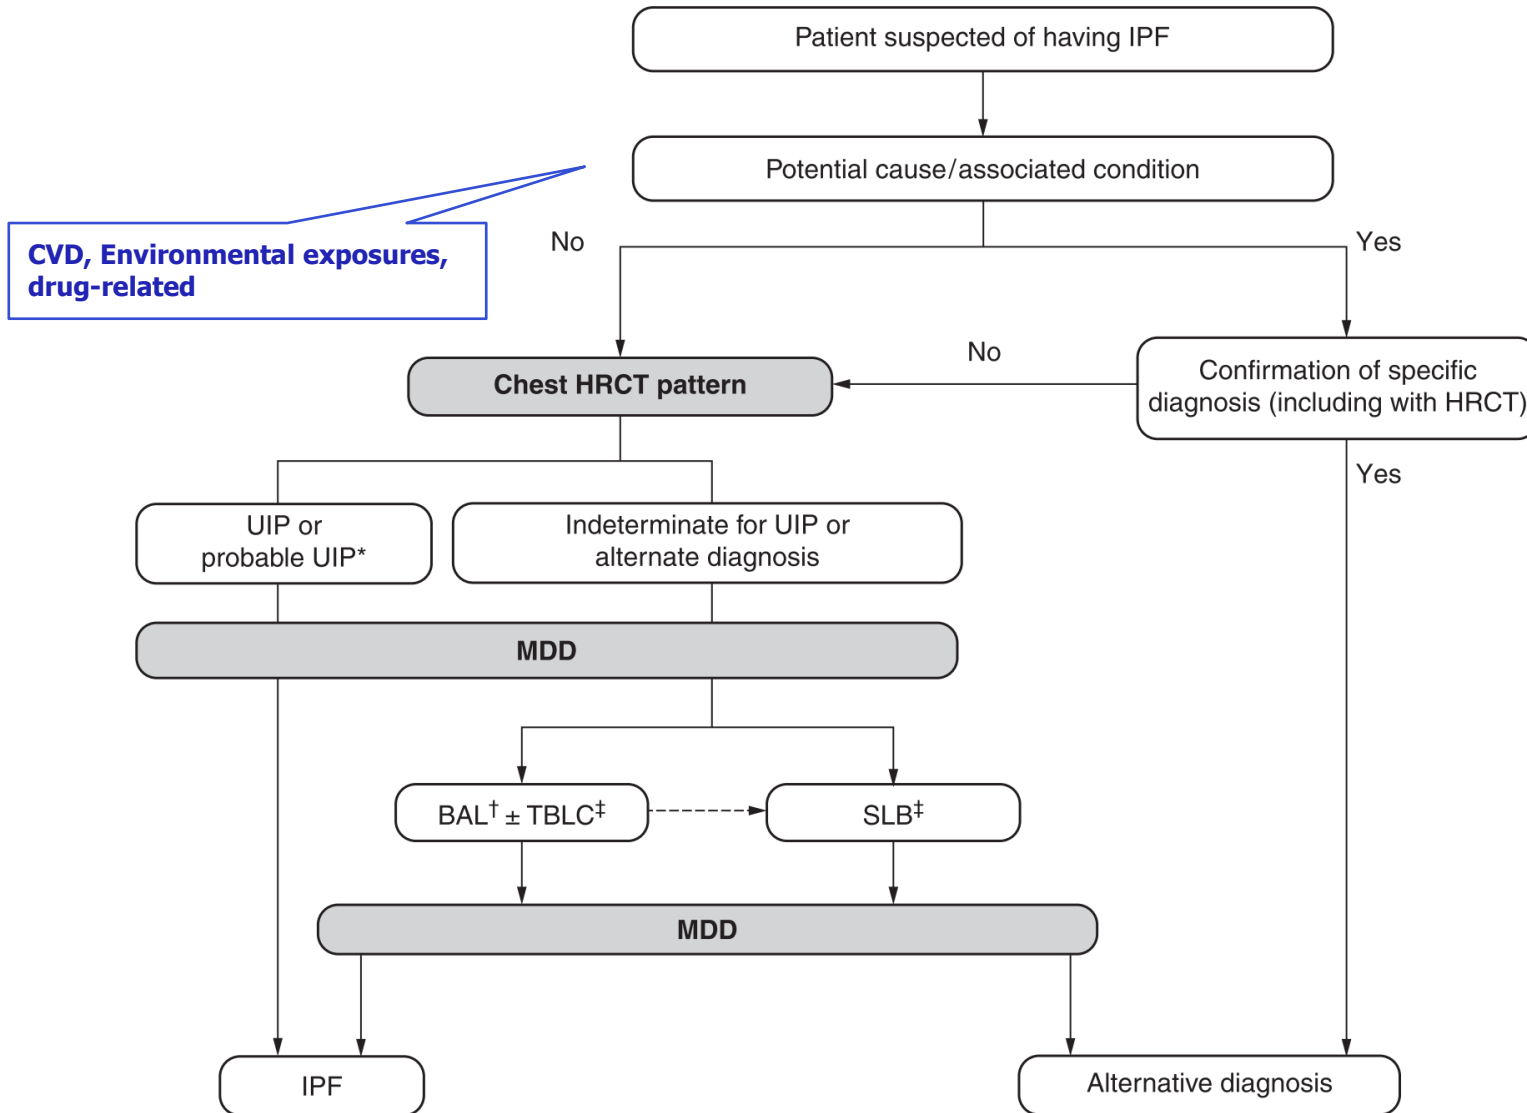 Patient suspected of having IPF
Potential cause/associated condition
CVD, Environmental exposures,
drug-related
No
Yes
Chest HRCT pattern
No
Confirmation of specific
diagnosis (including with HRCT)
Yes
UIP or
probable UIP*
Indeterminate for UIP or
alternate diagnosis
MDD
BAL† ± TBLC‡
SLB‡
MDD
IPF
Alternative diagnosis